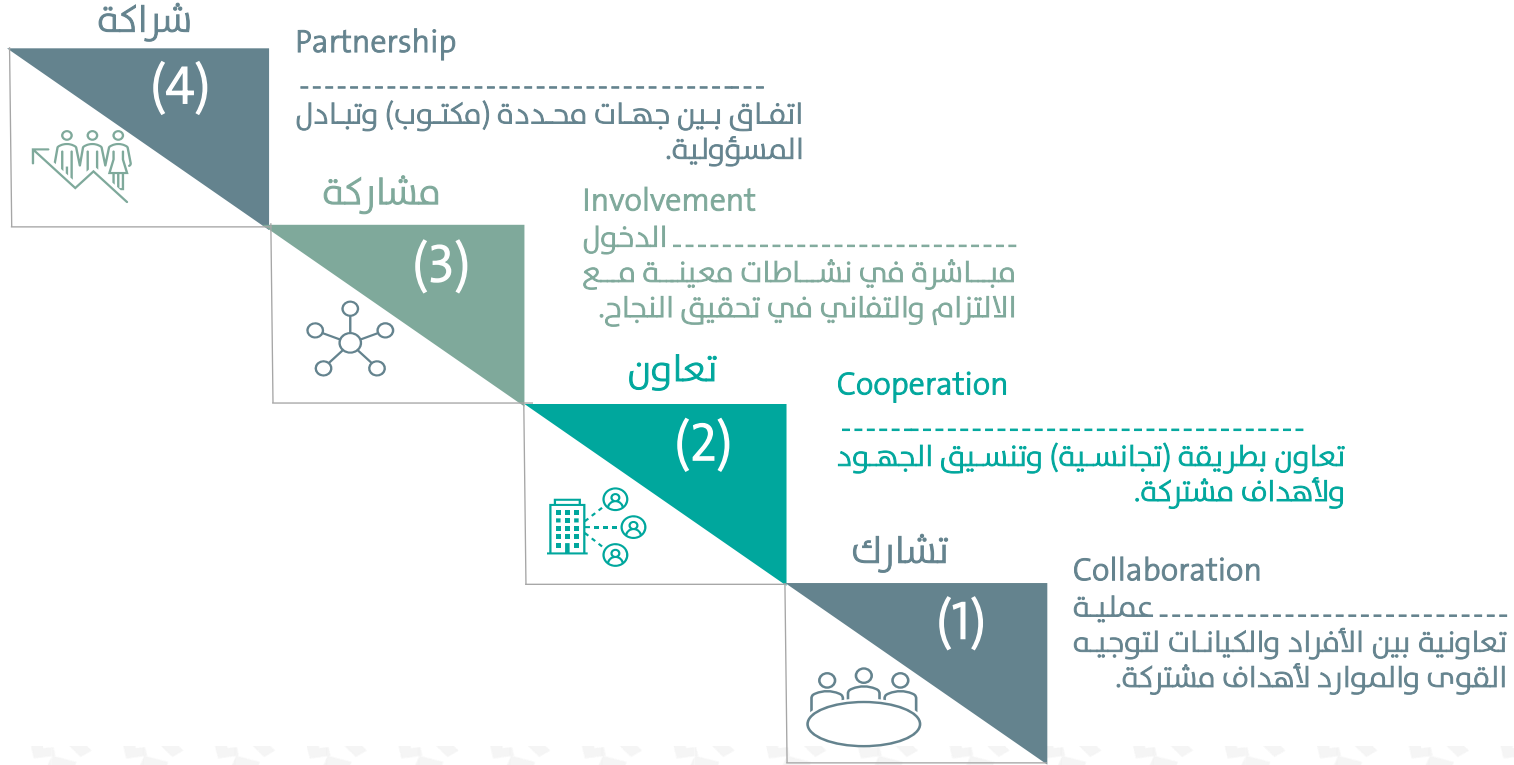 شراكة
(4)
Partnership
اتفاق بين جهات محددة (مكتوب) وتبادل
المسؤولية.
مشاركة
(3)
Involvement
الدخول
مباشرة في نشاطات معينة مع
الالتزام والتفاني في تحقيق النجاح.
تعاون
(2)
Cooperation
تعاون بطريقة (تجانسية) وتنسيق الجهود
ولأهداف مشتركة.
تشارك
(1)
Collaboration
عملية
تعاونية بين الأفراد والكيانات لتوجيه
القوى والموارد لأهداف مشتركة.